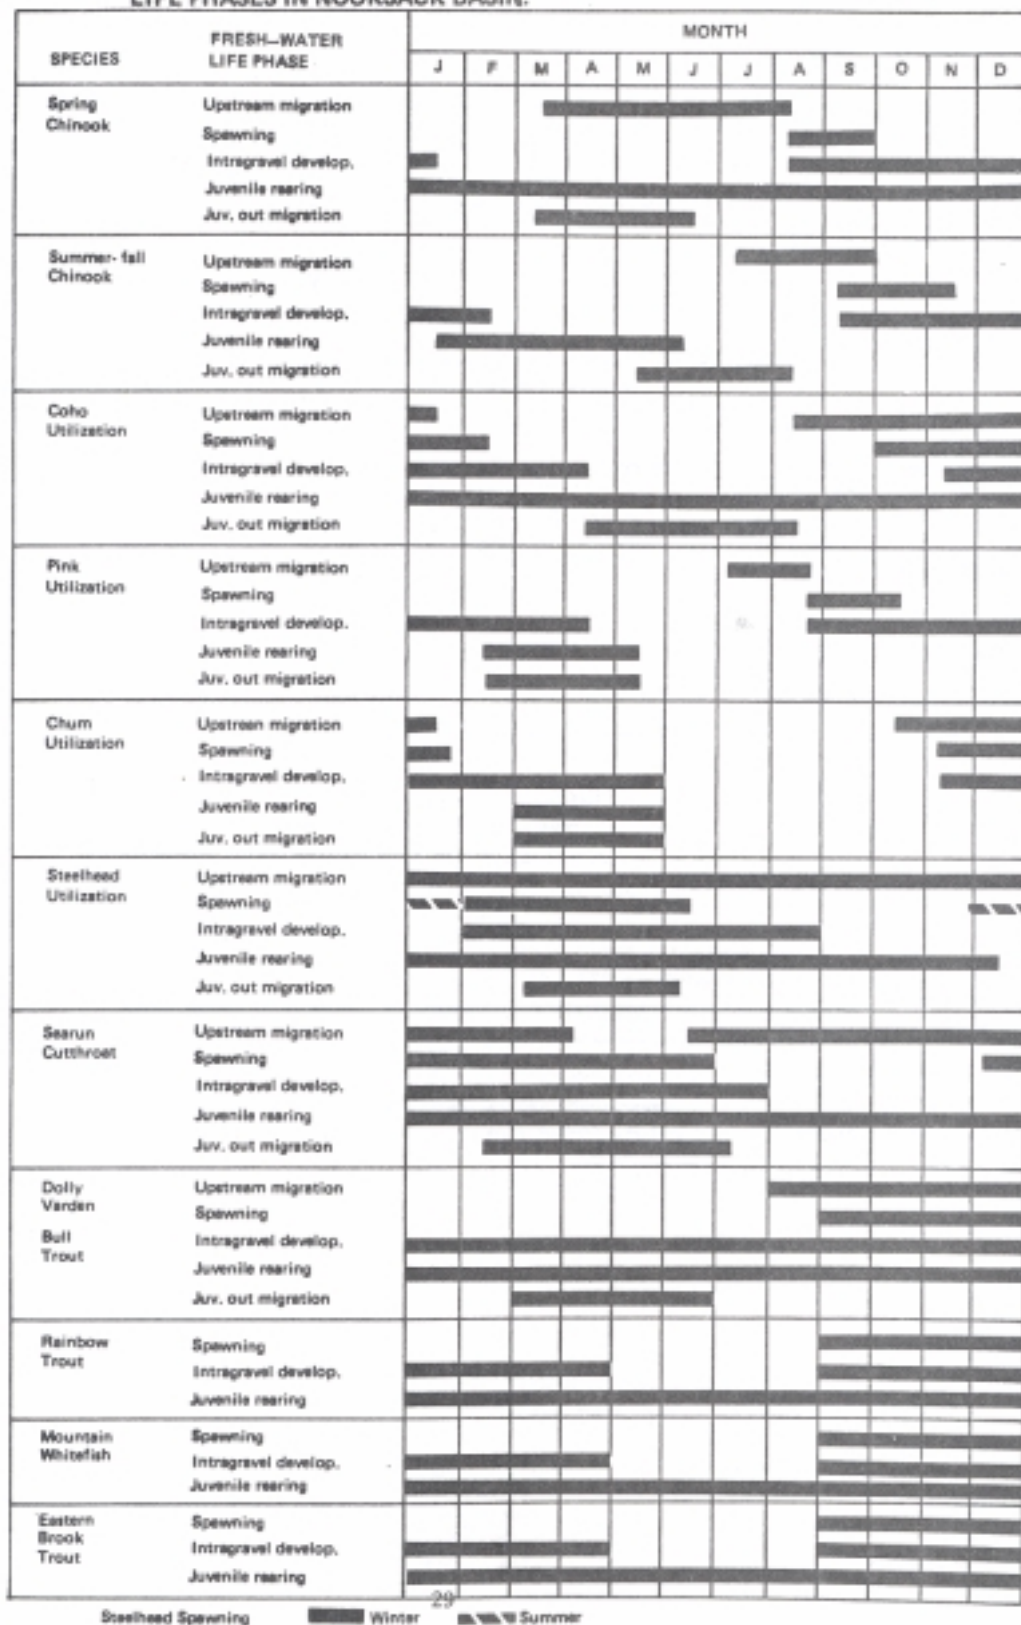 LIFE PHASES IN NOOKSACK BASIN.
SPECIES FRESH–WATER LIFE PHASE MONTH
J F M A M J J A S O N D
Spring Chinook
Upstream migration
Spawning
Intragravel develop.
Juvenile rearing
Juv. out migration
Summer- fall Chinook
Upstream migration
Spawning
Intragravel develop.
Juvenile rearing
Juv. out migration
Coho Utilization
Upstream migration
Spawning
Intragravel develop.
Juvenile rearing
Juv. out migration
Pink Utilization
Upstream migration
Spawning
Intragravel develop.
Juvenile rearing
Juv. out migration
Chum Utilization
Upstreen migration
Spawning
Intragravel develop.
Juvenile rearing
Juv. out migration
Steelhead Utilization
Upstream migration
Spawning
Intragravel develop.
Juvenile rearing
Juv. out migration
Searun Cutthroat
Upstream migration
Spawning
Intragravel develop.
Juvenile rearing
Juv. out migration
Dolly Varden
Bull Trout
Upstream migration
Spawning
Intragravel develop.
Juvenile rearing
Juv. out migration
Rainbow Trout
Spawning
Intragravel develop.
Juvenile rearing
Mountain Whitefish
Spawning
Intragravel develop.
Juvenile rearing
Eastern Brook Trout
Spawning
Intragravel develop.
Juvenile rearing
29
Steelhead Spawning Winter Summer